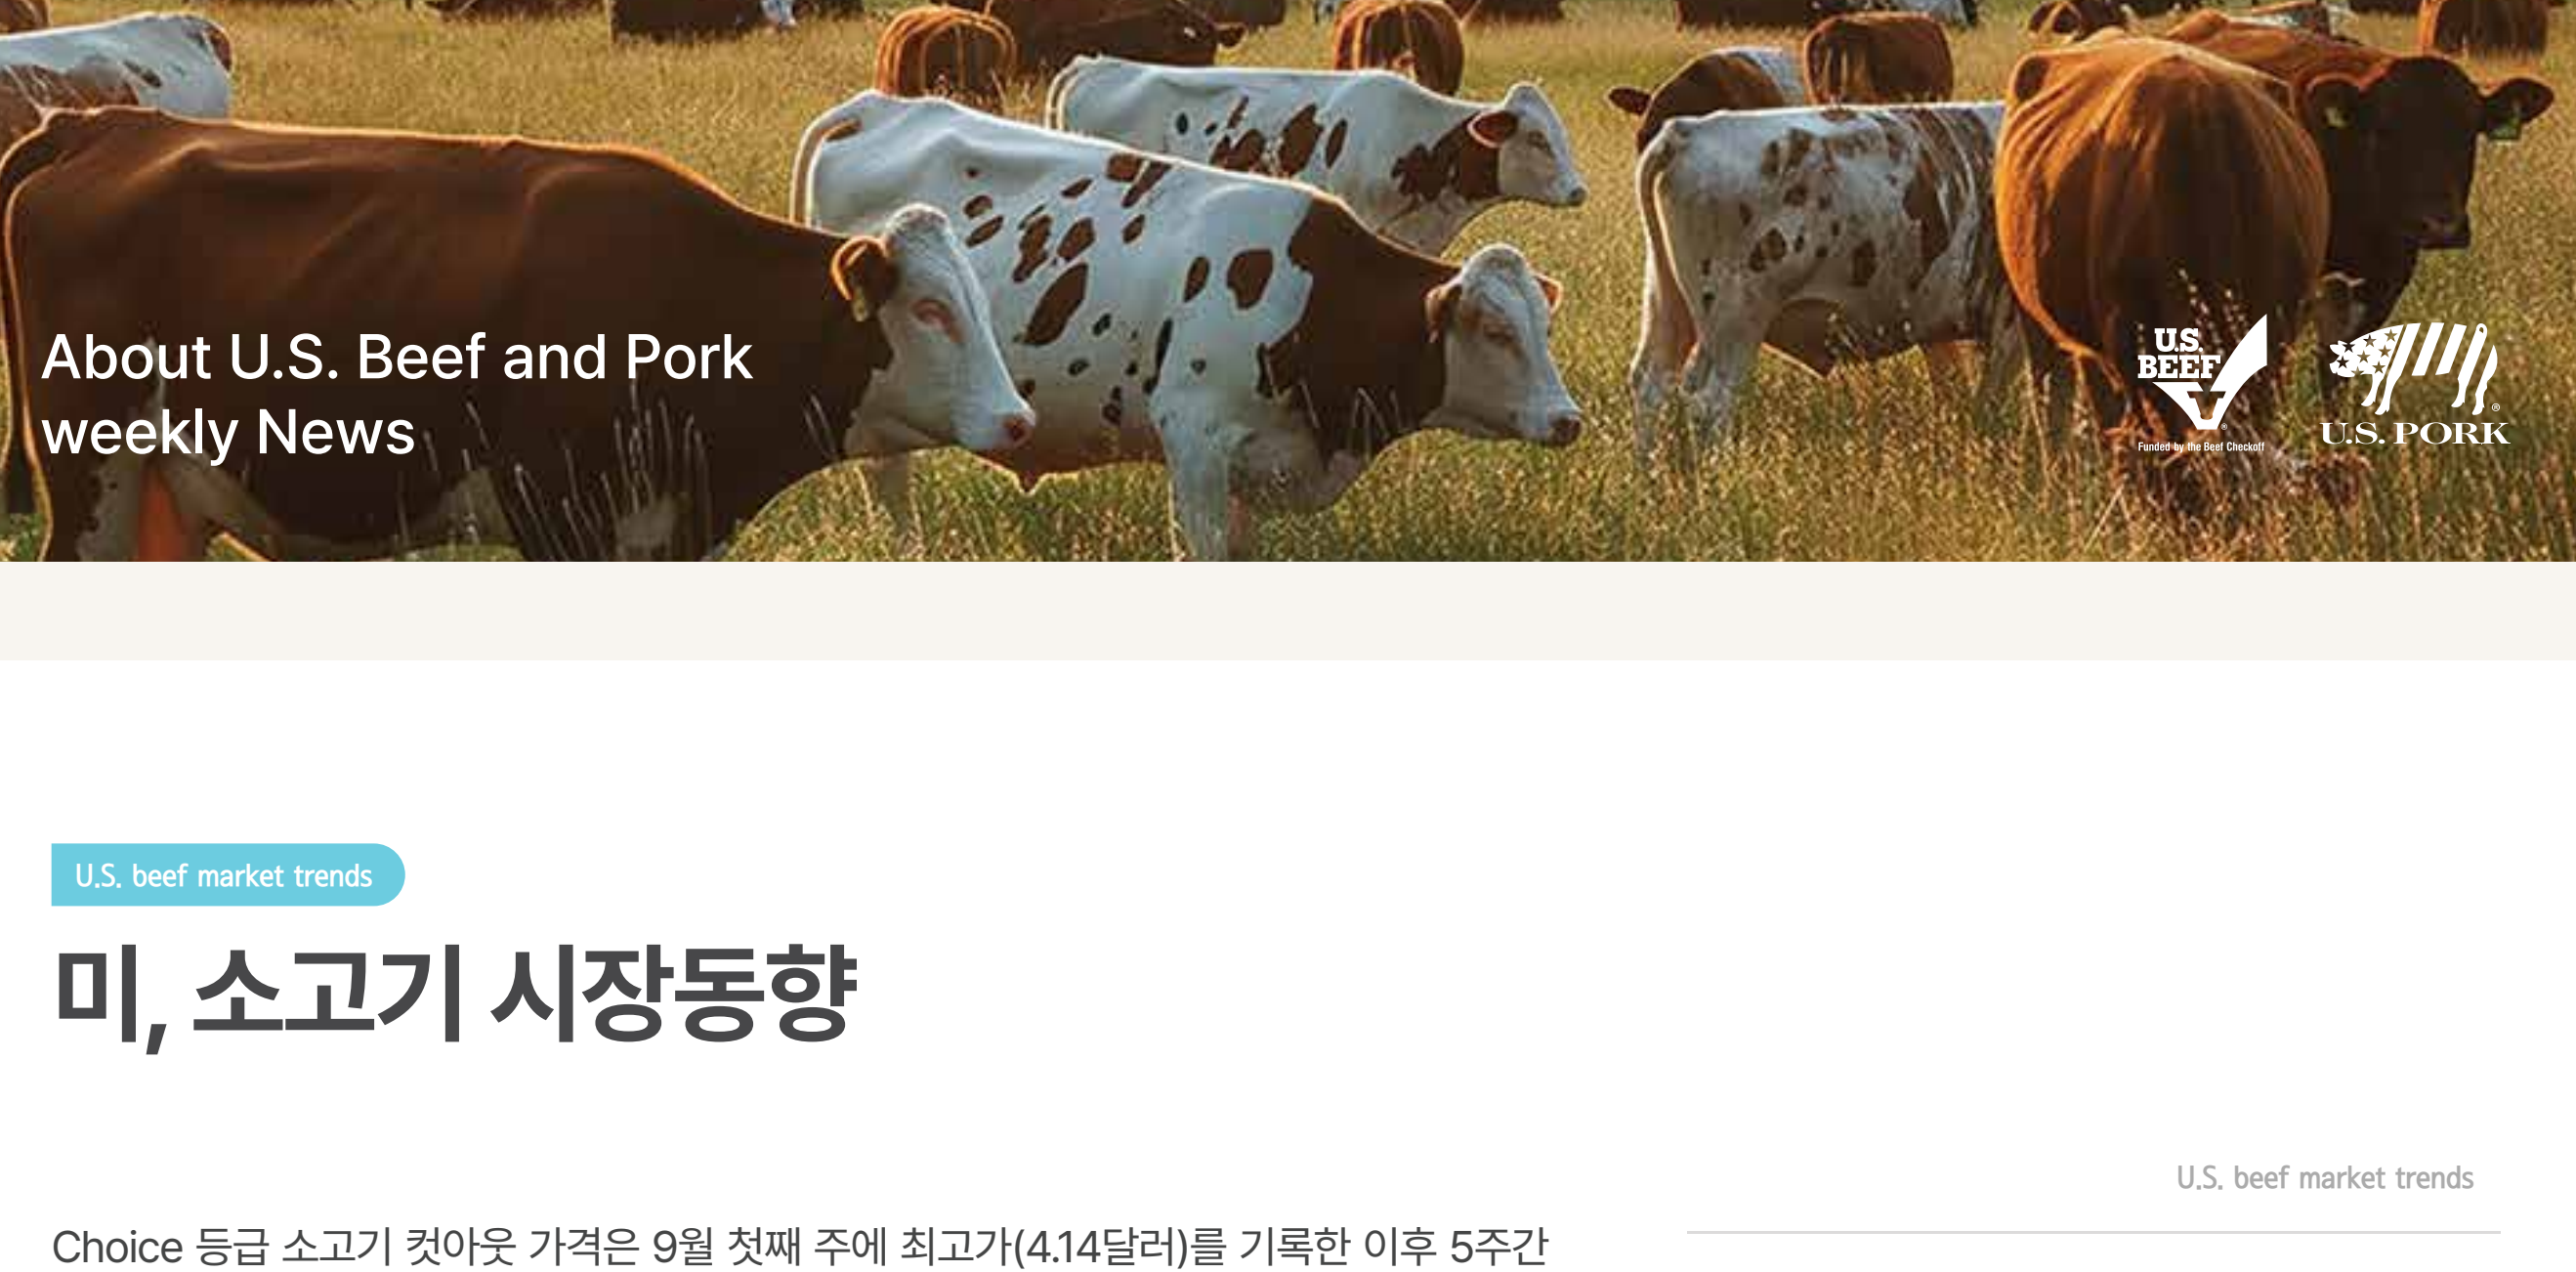 About U.S. Beef and Pork
weekly News
U.S.
BEEF
Funded by the Beef Checkoff
U.S. PORK
U.S. beef market trends
미, 소고기 시장동향
U.S. beef market trends
Choice 등급 소고기 컷아웃 가격은 9월 첫째 주에 최고가(4.14달러)를 기록한 이후 5주간